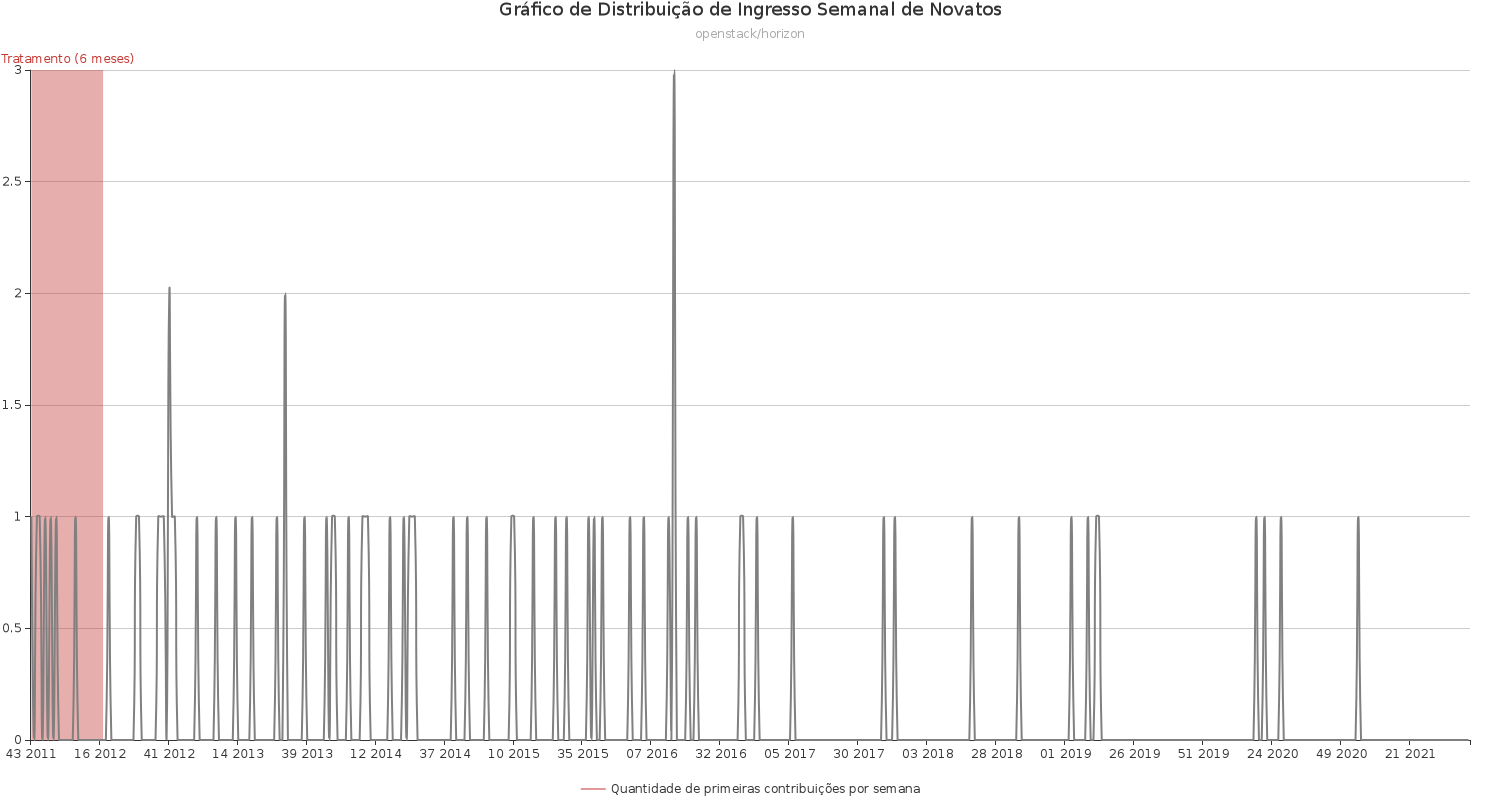 Gráfico de Distribuição de Ingresso Semanal de Novatos
openstack/horizon
Tratamento (6 meses)
3
2.5
2
1.5
1
0.5
0
43 2011 16 2012 41 2012 14 2013 39 2013 12 2014 37 2014 10 2015 35 2015 07 2016 32 2016 05 2017 30 2017 03 2018 28 2018 01 2019 26 2019 51 2019 24 2020 49 2020 21 2021
Quantidade de primeiras contribuições por semana